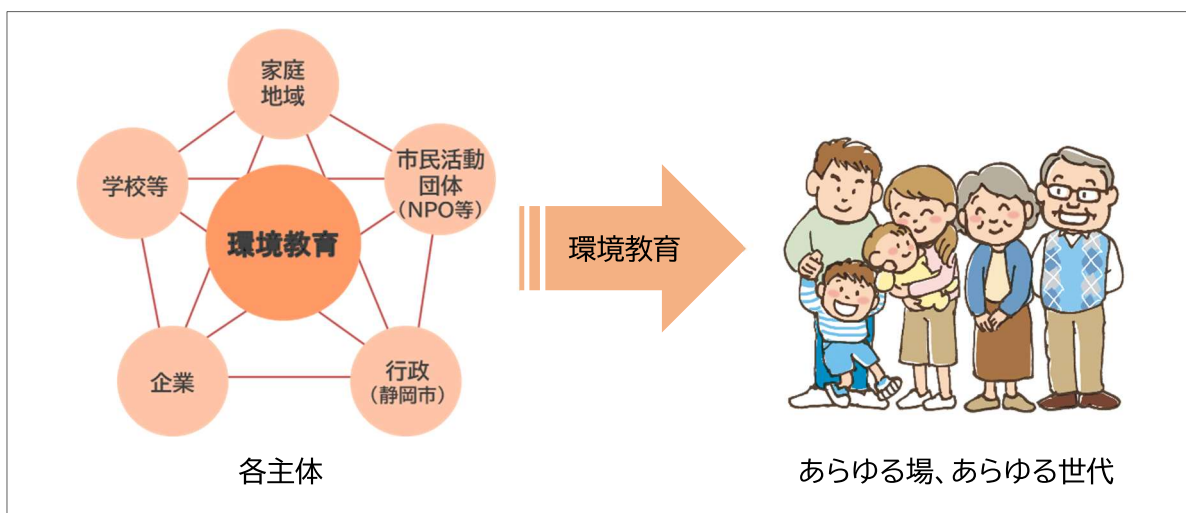 家庭
地域
学校等
市民活動
団体
（NPO等）
環境教育
企業
行政
（静岡市）
各主体
環境教育
あらゆる場、あらゆる世代